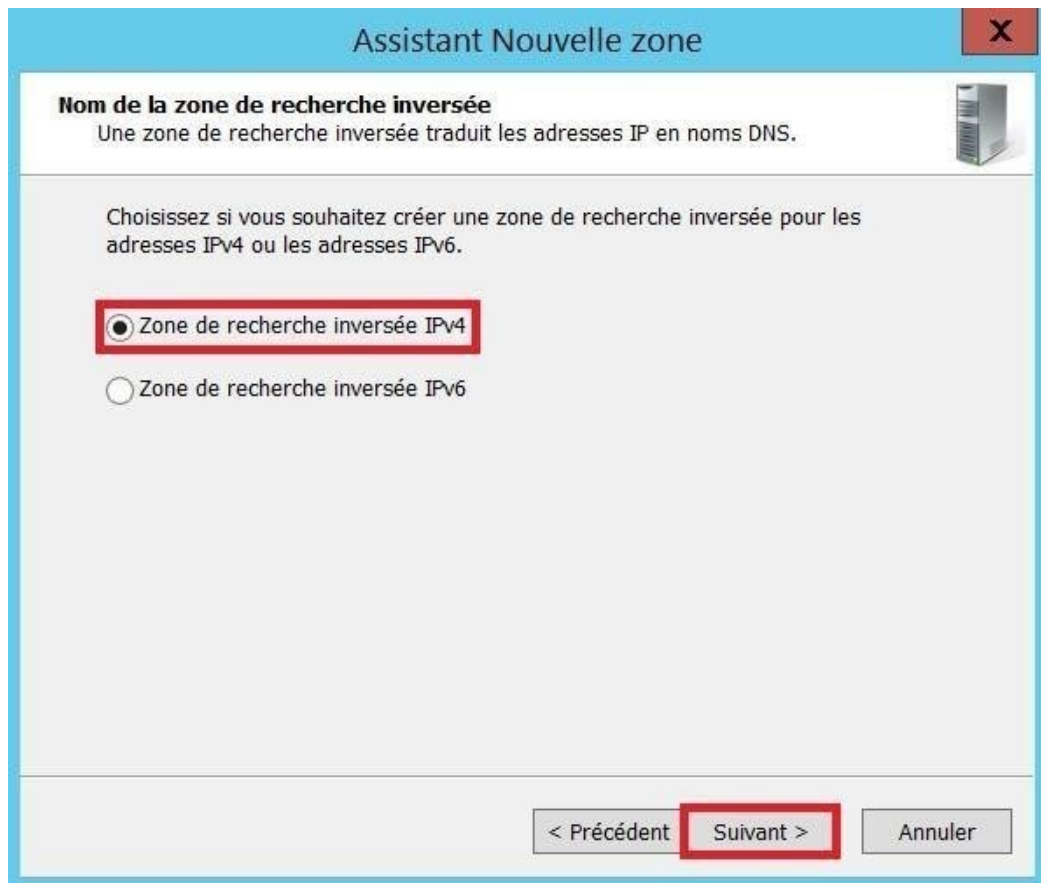 Assistant Nouvelle zone
X
Nom de la zone de recherche inversée
Une zone de recherche inversée traduit les adresses IP en noms DNS.
Choisissez si vous souhaitez créer une zone de recherche inversée pour les
adresses IPv4 ou les adresses IPv6.
Zone de recherche inversée IPv4
Zone de recherche inversée IPv6
< Précédent Suivant > Annuler